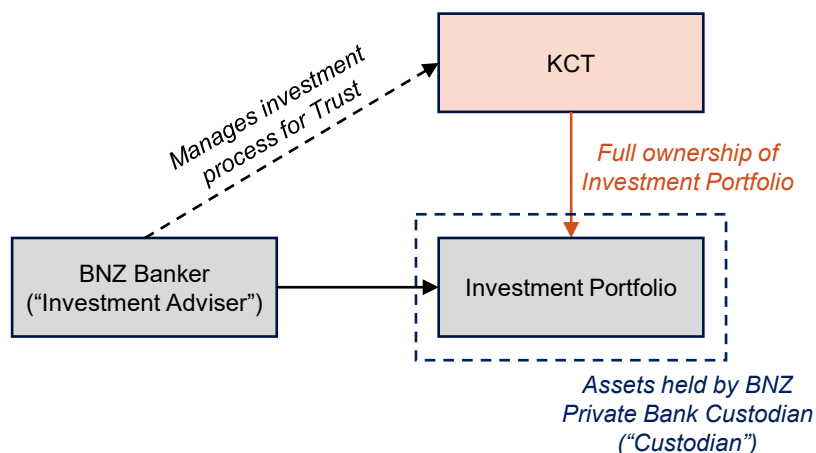 KCT
Manages investment
process for Trust
Full ownership of
Investment Portfolio
BNZ Banker
(“Investment Adviser”)
Investment Portfolio
Assets held by BNZ
Private Bank Custodian
(“Custodian”)